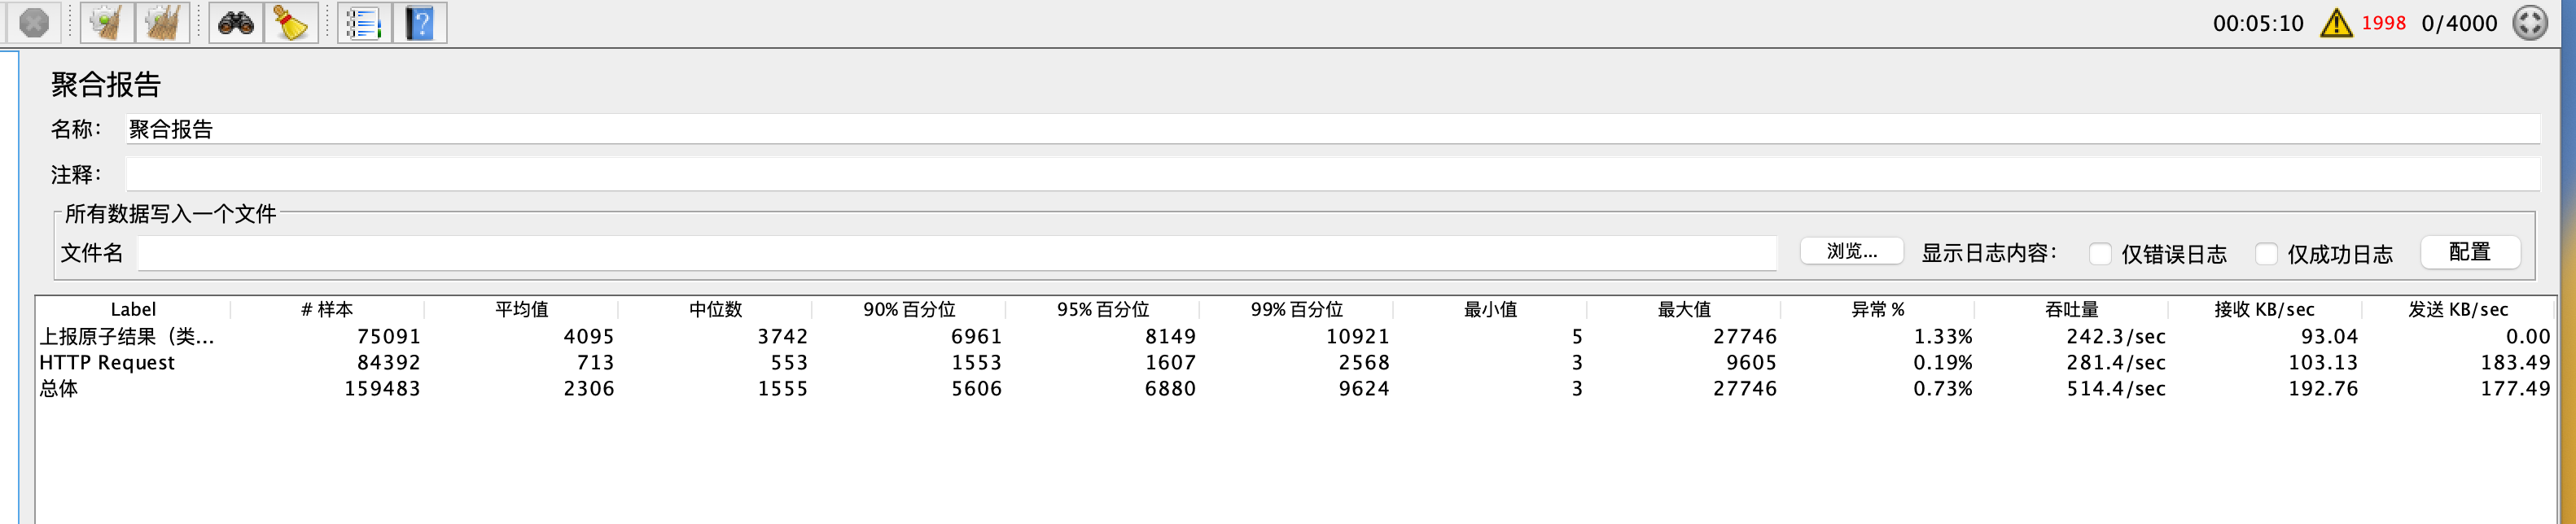 00:05:10 1998 0/4000
聚合报告
名称： 聚合报告
注释：
所有数据写入一个文件
文件名 浏览... 显示日志内容： 仅错误日志 仅成功日志 配置
Label # 样本 平均值 中位数 90% 百分位 95% 百分位 99% 百分位 最小值 最大值 异常 % 吞吐量 接收 KB/sec 发送 KB/sec
上报原子结果（类... 75091 4095 3742 6961 8149 10921 5 27746 1.33% 242.3/sec 93.04 0.00
HTTP Request 84392 713 553 1553 1607 2568 3 9605 0.19% 281.4/sec 103.13 183.49
总体 159483 2306 1555 5606 6880 9624 3 27746 0.73% 514.4/sec 192.76 177.49